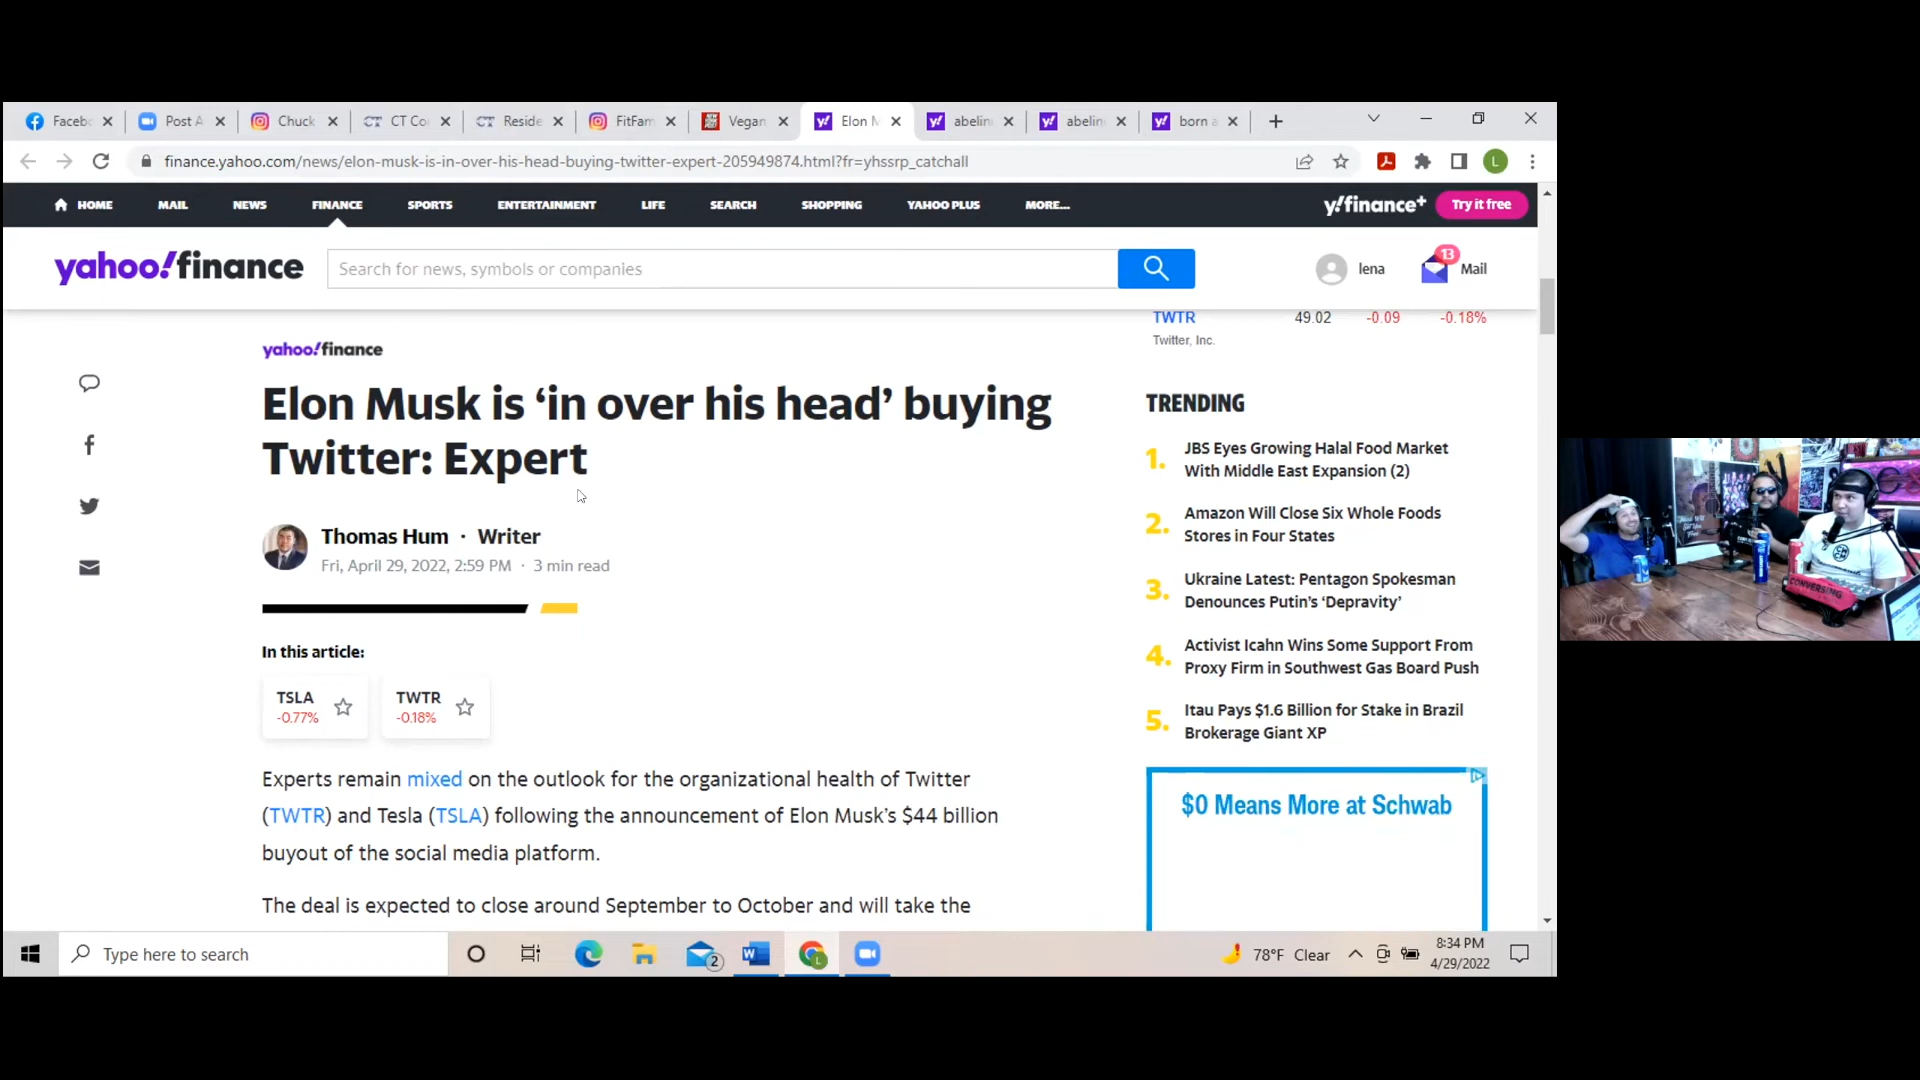 Faceb
Post A
Chuck
CT CT Co
CT Reside
FitFam
Vegan
Elon M
abelin
abelin
born a
finance.yahoo.com/news/elon-musk-is-in-over-his-head-buying-twitter-expert-205949874.html?fr=yhssrp_catchall
L
HOME MAIL NEWS FINANCE SPORTS ENTERTAINMENT LIFE SEARCH SHOPPING YAHOO PLUS MORE...
y!finance+ Try it free
yahoo!finance
Search for news, symbols or companies
lena
13
Mail
TWTR 49.02 -0.09 -0.18%
Twitter, Inc.
yahoo!finance
Elon Musk is ‘in over his head’ buying
Twitter: Expert
Thomas Hum · Writer
Fri, April 29, 2022, 2:59 PM · 3 min read
In this article:
TSLA
-0.77%
TWTR
-0.18%
Experts remain mixed on the outlook for the organizational health of Twitter
(TWTR) and Tesla (TSLA) following the announcement of Elon Musk’s $44 billion
buyout of the social media platform.
The deal is expected to close around September to October and will take the
TRENDING
1. JBS Eyes Growing Halal Food Market
With Middle East Expansion (2)
2. Amazon Will Close Six Whole Foods
Stores in Four States
3. Ukraine Latest: Pentagon Spokesman
Denounces Putin’s ‘Depravity’
4. Activist Icahn Wins Some Support From
Proxy Firm in Southwest Gas Board Push
5. Itau Pays $1.6 Billion for Stake in Brazil
Brokerage Giant XP
$0 Means More at Schwab
CONVERSING
Type here to search
2
78°F Clear
8:34 PM
4/29/2022